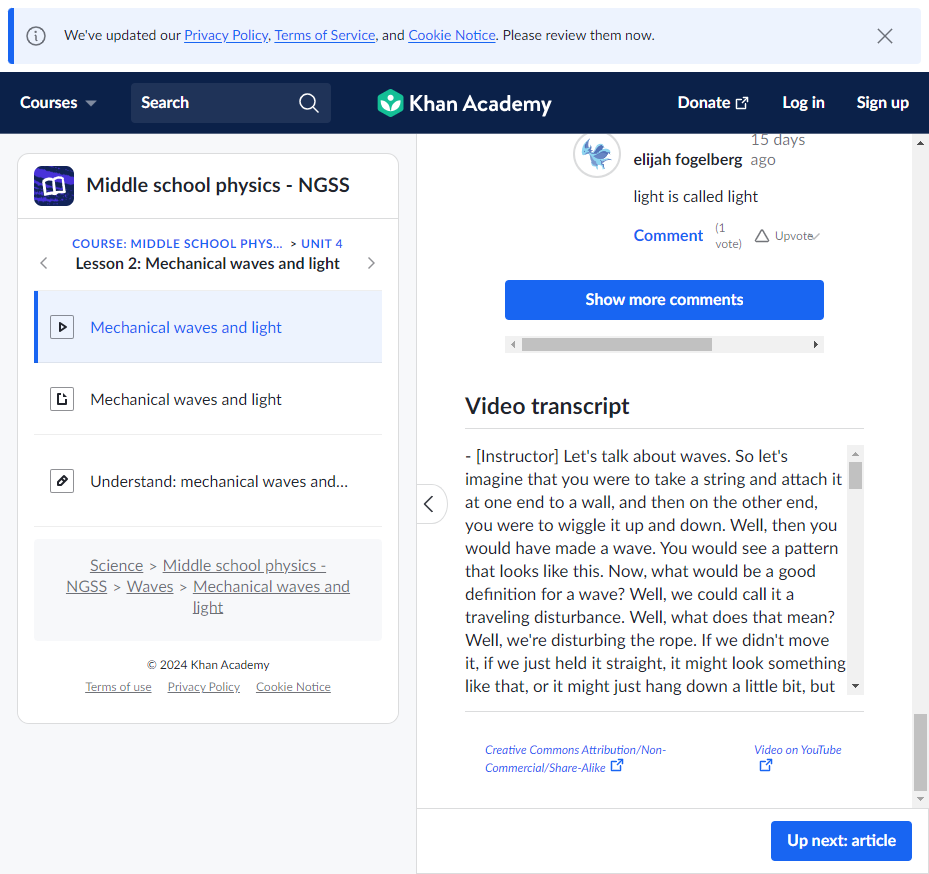 We've updated our Privacy Policy, Terms of Service, and Cookie Notice. Please review them now.
Courses
Search
Khan Academy
Donate
Log in
Sign up
Middle school physics - NGSS
COURSE: MIDDLE SCHOOL PHYS... > UNIT 4
Lesson 2: Mechanical waves and light
Mechanical waves and light
Mechanical waves and light
Understand: mechanical waves and...
Science > Middle school physics -
NGSS > Waves > Mechanical waves and
light
© 2024 Khan Academy
Terms of use Privacy Policy Cookie Notice
15 days
elijah fogelberg ago
light is called light
Comment (1 vote) Upvote
Show more comments
Video transcript
- [Instructor] Let's talk about waves. So let's
imagine that you were to take a string and attach it
at one end to a wall, and then on the other end,
you were to wiggle it up and down. Well, then you
would have made a wave. You would see a pattern
that looks like this. Now, what would be a good
definition for a wave? Well, we could call it a
traveling disturbance. Well, what does that mean?
Well, we're disturbing the rope. If we didn't move
it, if we just held it straight, it might look something
like that, or it might just hang down a little bit, but
Creative Commons Attribution/Non-
Commercial/Share-Alike
Video on YouTube
Up next: article